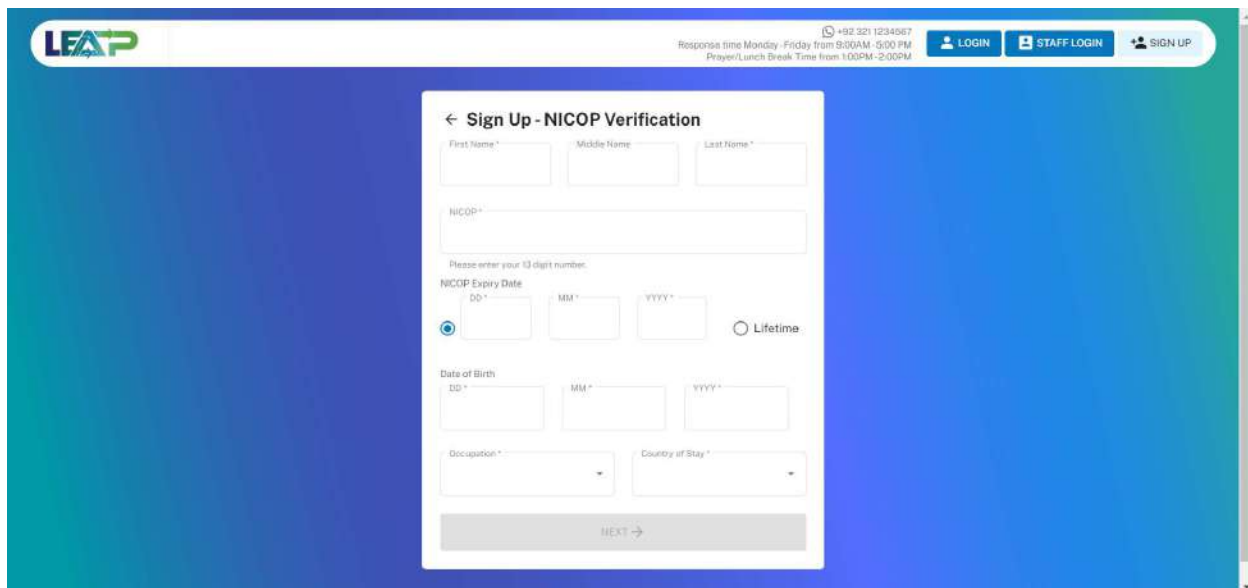 LEAP
+92 321 1234567
Response time Monday-Friday from 9:00AM-5:00 PM
Prayer/Lunch Break Time from 1:00PM-2:00PM
LOGIN
STAFF LOGIN
SIGN UP
← Sign Up - NICOP Verification
First Name *
Middle Name
Last Name *
NICOP *
Please enter your 13 digit number.
NICOP Expiry Date
DD *
MM *
YYYY *
Lifetime
Date of Birth
DD *
MM *
YYYY *
Occupation *
Country of Stay *
NEXT →